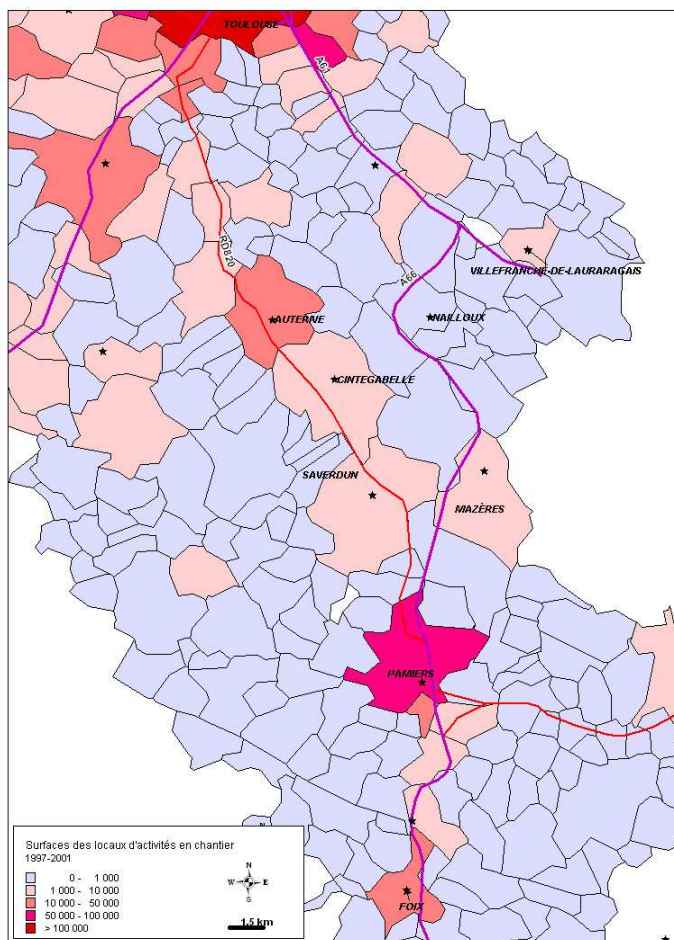 TOULOUSE
A61
RD820
A66
VILLEFRANCHE-DE-LAURARAGAIS
NAILLOUX
AUTERIVE
CINTEGABELLE
SAVERDUN
MAZÈRES
PAMIERS
FOIX
Surfaces des locaux d'activités en chantier
1997-2001
0 - 1 000
1 000 - 10 000
10 000 - 50 000
50 000 - 100 000
> 100 000
N
W E
S
1,5 km